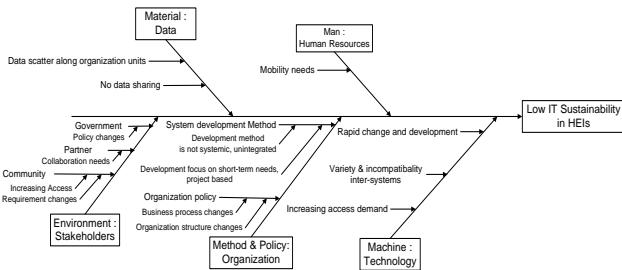 Material :
Data
Man :
Human Resources
Data scatter along organization units
Mobility needs
No data sharing
Low IT Sustainability
in HEIs
Government
Policy changes
Partner
Collaboration needs
Community
Increasing Access
Requirement changes
System development Method
Development method
is not systemic, unintegrated
Development focus on short-term needs,
project based
Organization policy
Business process changes
Organization structure changes
Rapid change and development
Variety & incompatibality
inter-systems
Increasing access demand
Environment :
Stakeholders
Method & Policy:
Organization
Machine :
Technology